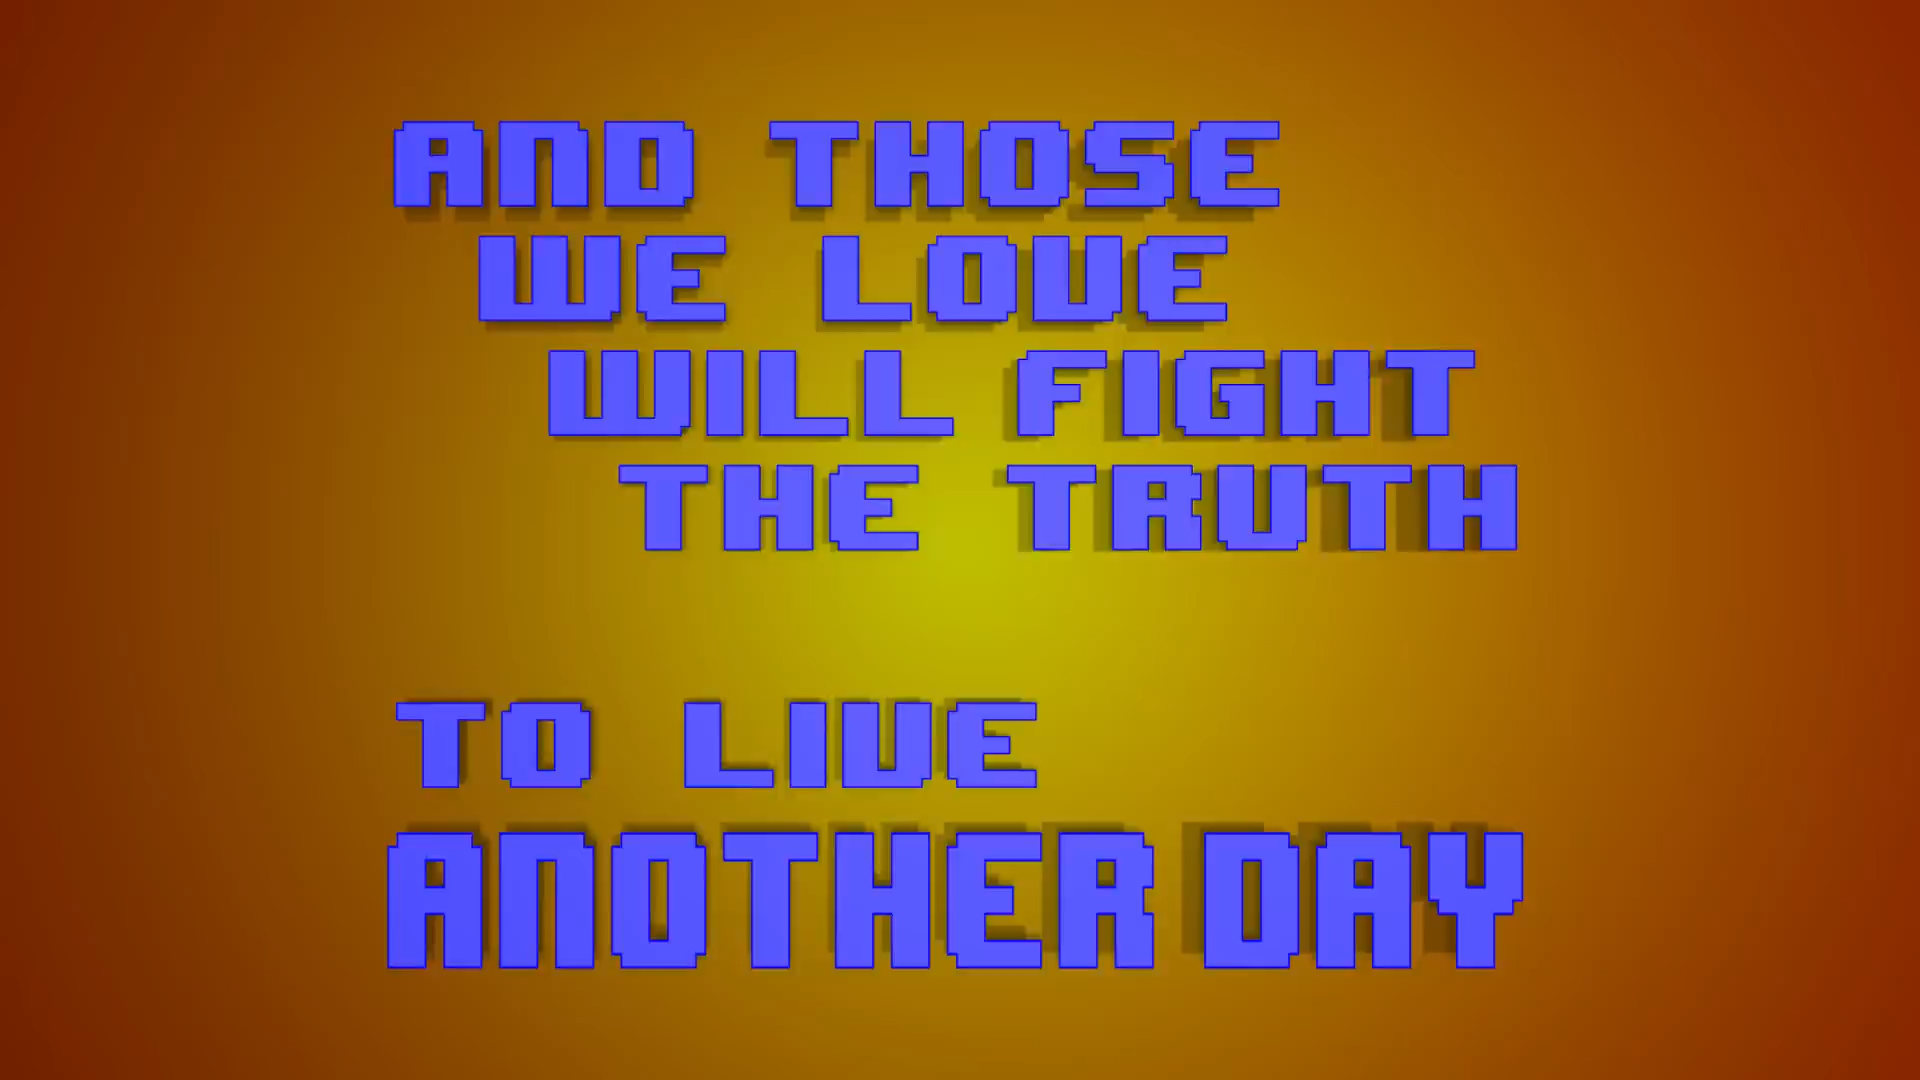 AND THOSE
WE LOVE
WILL FIGHT
THE TRUTH
TO LIVE
ANOTHER DAY